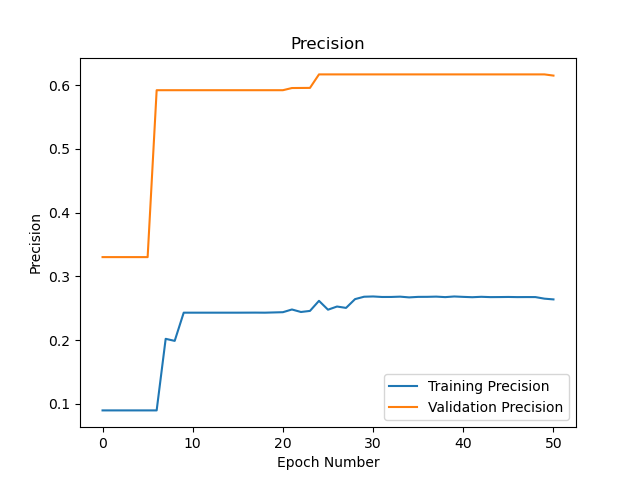 Precision
Precision
0.6
0.5
0.4
0.3
0.2
0.1
0
10
20
30
40
50
Epoch Number
Training Precision
Validation Precision